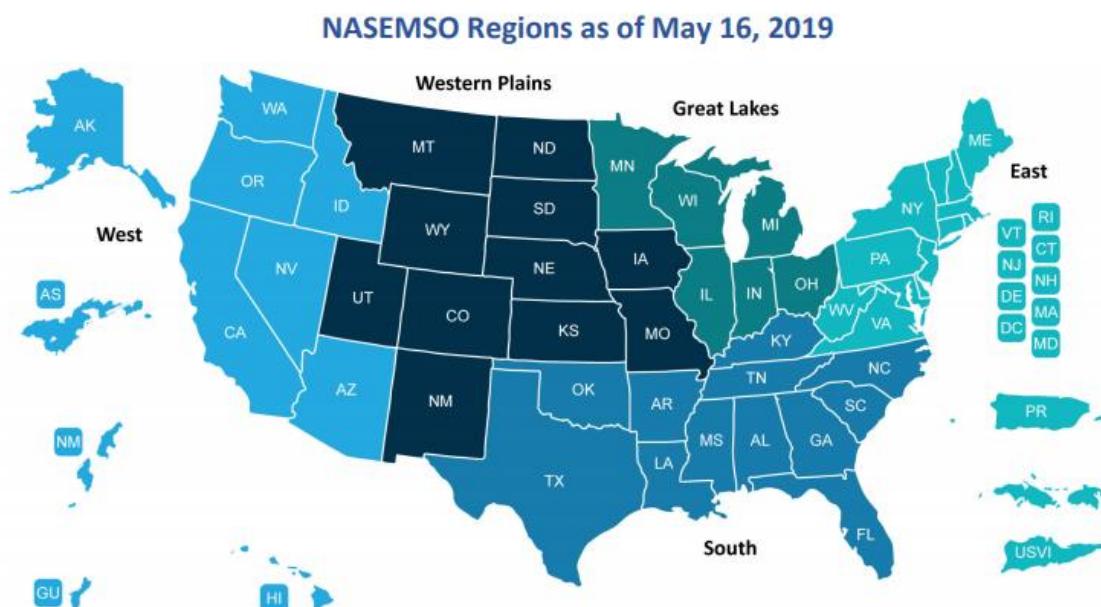 NASEMSO Regions as of May 16, 2019
Western Plains
Great Lakes
East
West
South
AK
WA
OR
ID
NV
CA
AZ
AS
NM
GU
HI
MT
ND
SD
WY
NE
UT
CO
KS
IA
MO
NM
MN
WI
MI
IL
IN
OH
ME
NY
PA
WV
VA
VT
RI
NJ
CT
DE
NH
DC
MA
MD
PR
USVI
KY
TN
NC
SC
OK
AR
MS
AL
GA
LA
TX
FL